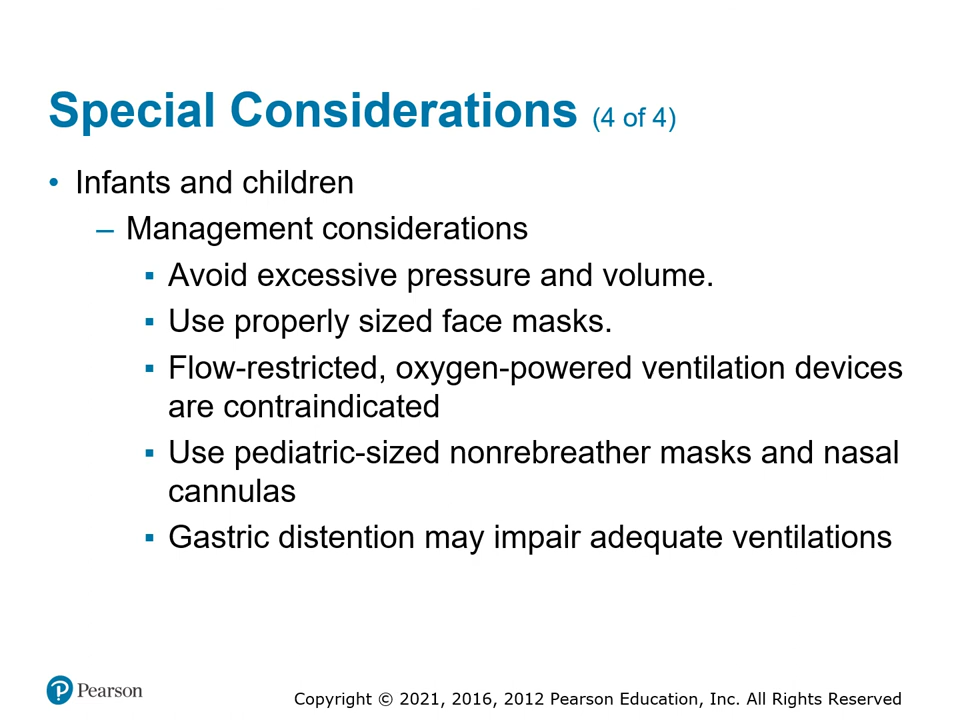 Special Considerations (4 of 4)
• Infants and children
– Management considerations
▪ Avoid excessive pressure and volume.
▪ Use properly sized face masks.
▪ Flow-restricted, oxygen-powered ventilation devices
are contraindicated
▪ Use pediatric-sized nonrebreather masks and nasal
cannulas
▪ Gastric distention may impair adequate ventilations
Pearson
Copyright © 2021, 2016, 2012 Pearson Education, Inc. All Rights Reserved